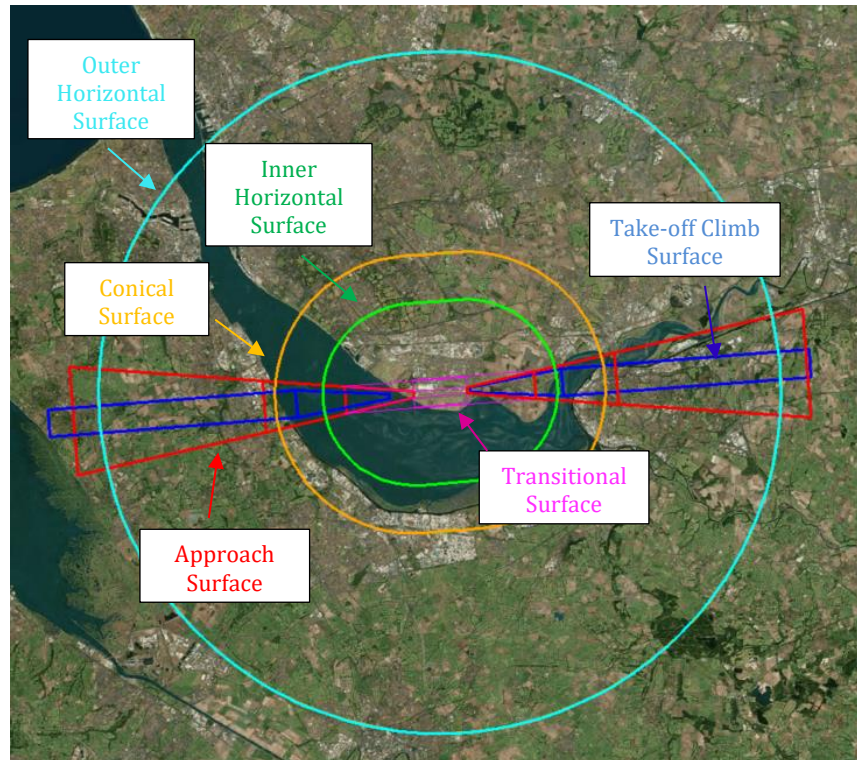 Outer
Horizontal
Surface
Inner
Horizontal
Surface
Take-off Climb
Surface
Conical
Surface
Transitional
Surface
Approach
Surface